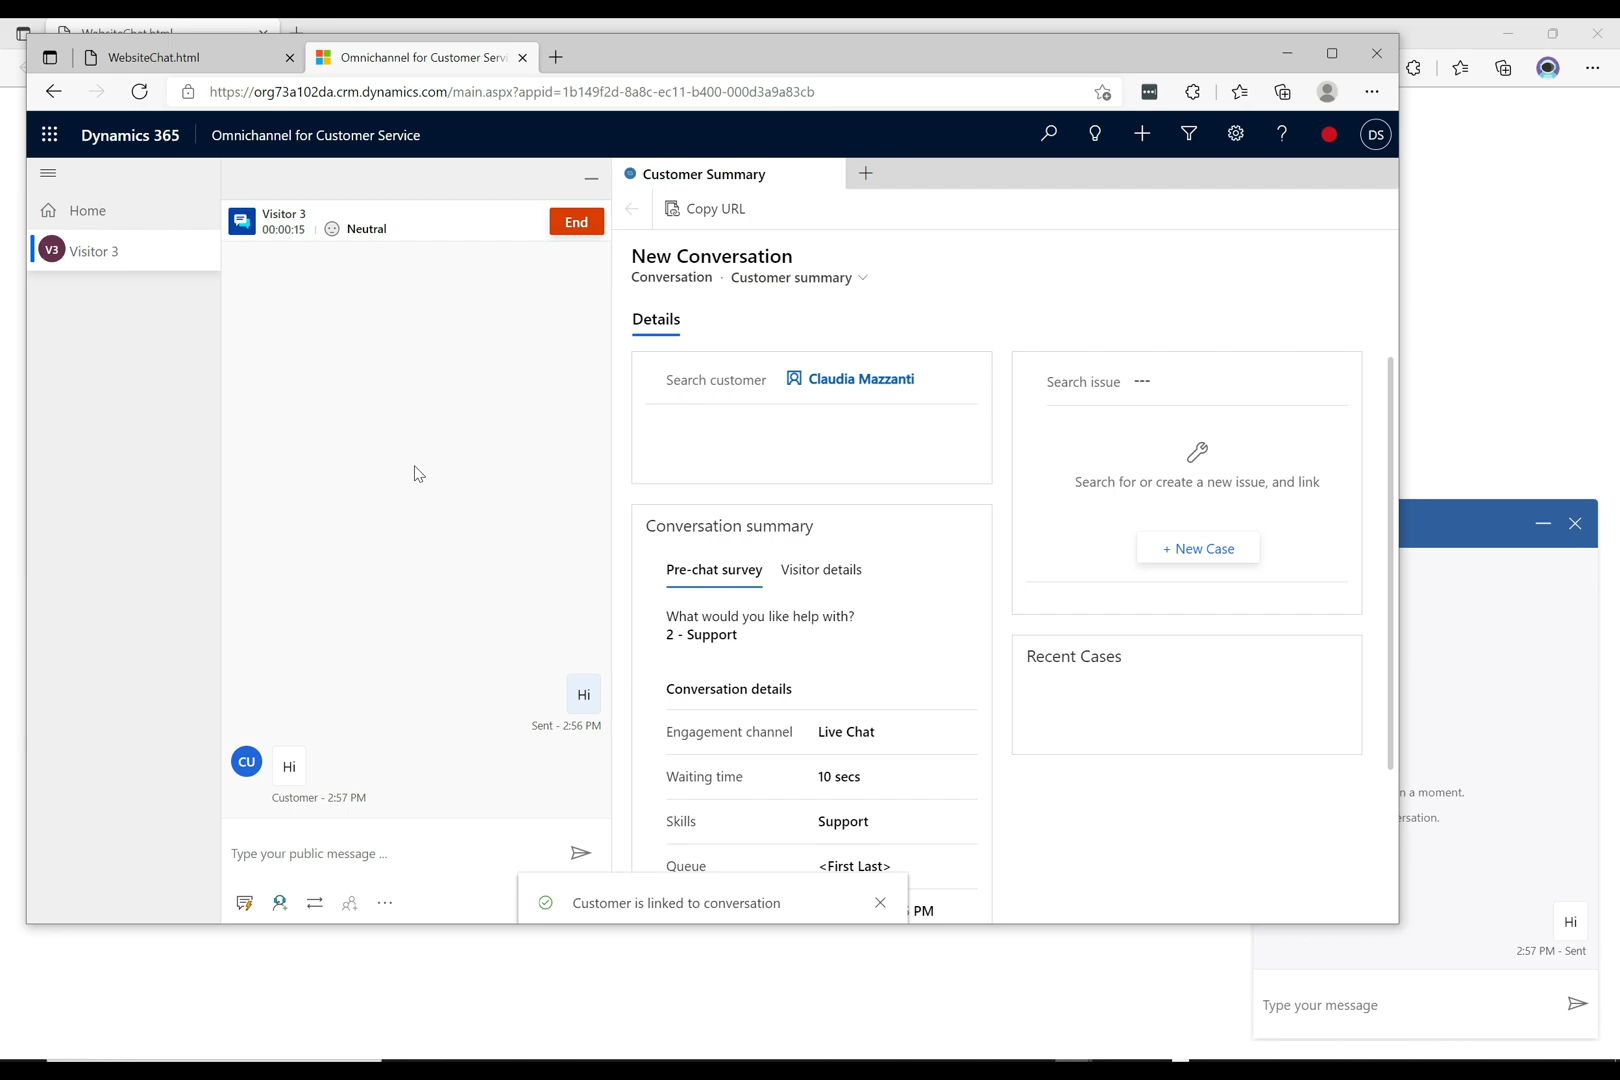 WebsiteChat.html
WebsiteChat.html
Omnichannel for Customer Servi
https://org73a102da.crm.dynamics.com/main.aspx?appid=1b149f2d-8a8c-ec11-b400-000d3a9a83cb
Dynamics 365
Omnichannel for Customer Service
DS
Home
V3 Visitor 3
Visitor 3
00:00:15
Neutral
End
Customer Summary
Copy URL
New Conversation
Conversation · Customer summary
Details
Search customer Claudia Mazzanti
Search issue ---
Search for or create a new issue, and link
+ New Case
Recent Cases
Conversation summary
Pre-chat survey Visitor details
What would you like help with?
2 - Support
Conversation details
Engagement channel Live Chat
Waiting time 10 secs
Skills Support
Queue <First Last>
PM
Hi
Sent - 2:56 PM
CU
Hi
Customer - 2:57 PM
Type your public message ...
Customer is linked to conversation
n a moment.
ersation.
Hi
2:57 PM - Sent
Type your message